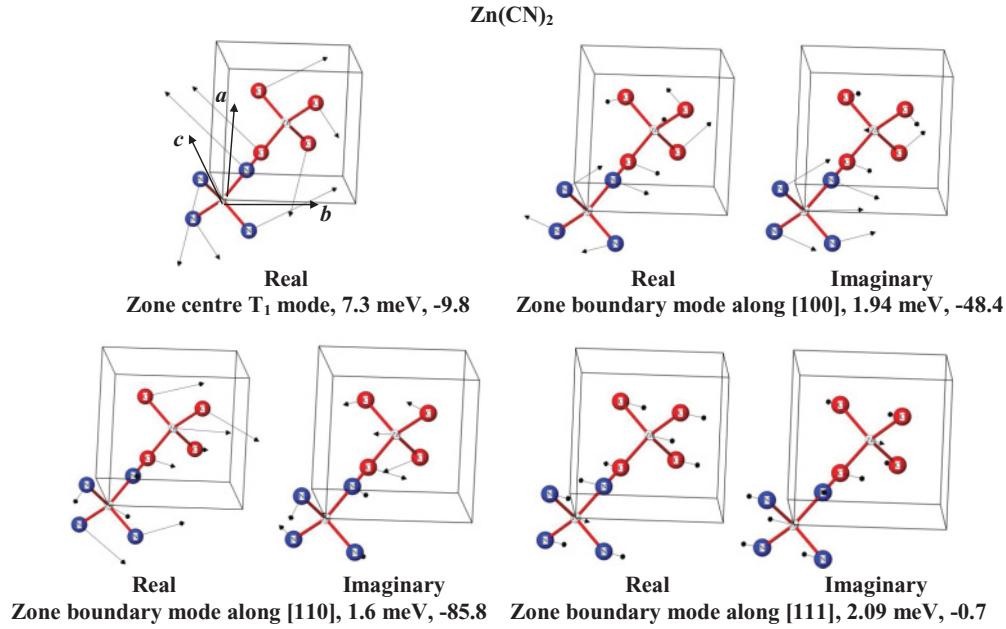 Zn(CN)₂
a
c
b
Real
Zone centre T₁ mode, 7.3 meV, -9.8
Real Imaginary
Zone boundary mode along [100], 1.94 meV, -48.4
Real Imaginary
Zone boundary mode along [110], 1.6 meV, -85.8
Real Imaginary
Zone boundary mode along [111], 2.09 meV, -0.7